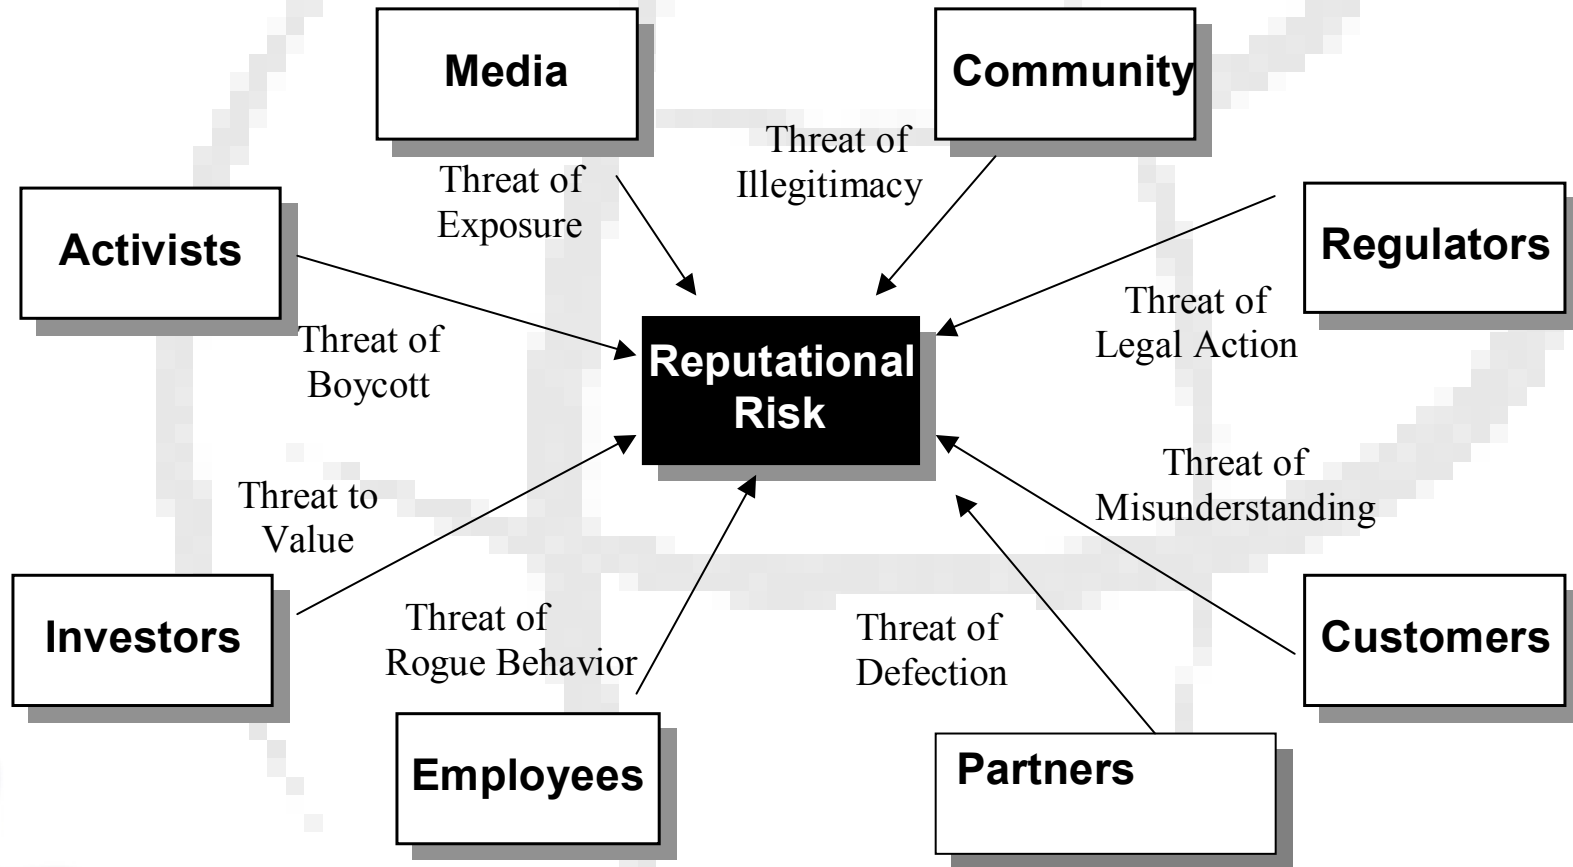 Media
Community
Threat of
Illegitimacy
Threat of
Exposure
Activists
Regulators
Threat of
Boycott
Threat of
Legal Action
Reputational
Risk
Threat to
Value
Threat of
Misunderstanding
Investors
Threat of
Rogue Behavior
Threat of
Defection
Customers
Employees
Partners